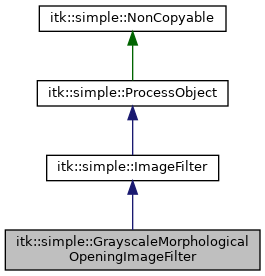 itk::simple::NonCopyable
itk::simple::ProcessObject
itk::simple::ImageFilter
itk::simple::GrayscaleMorphological
OpeningImageFilter